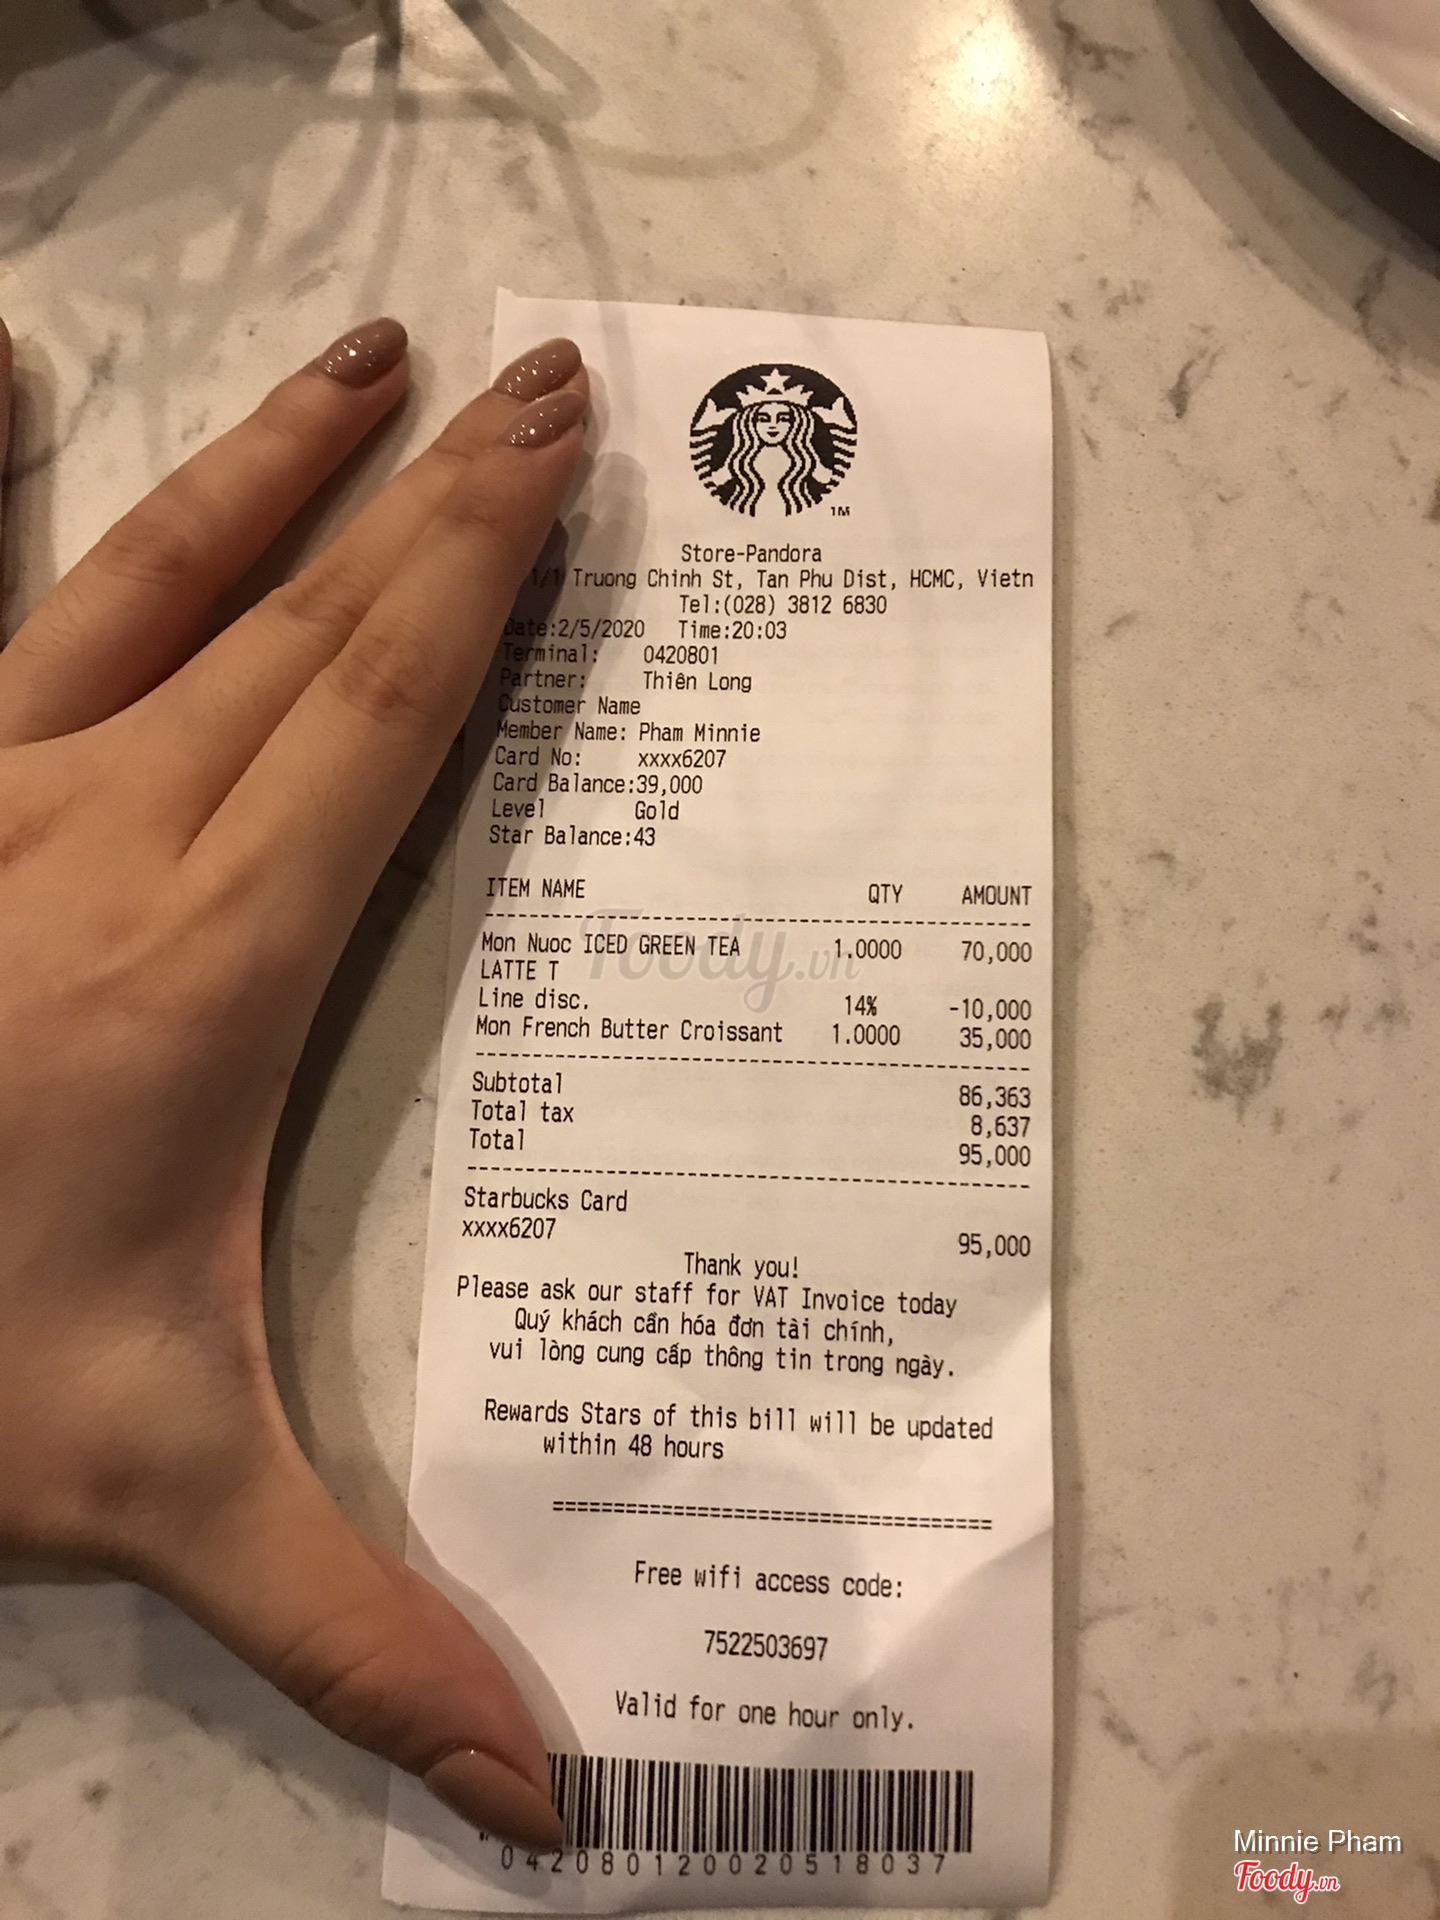 TM
Store-Pandora
1/1 Truong Chinh St, Tan Phu Dist, HCMC, Vietn
Tel:(028) 3812 6830
Date:2/5/2020 Time:20:03
Terminal: 0420801
Partner: Thiên Long
Customer Name
Member Name: Pham Minnie
Card No: xxxx6207
Card Balance:39,000
Level Gold
Star Balance:43
ITEM NAME QTY AMOUNT
Mon Nuoc ICED GREEN TEA 1.0000 70,000
LATTE T
Line disc. 14% -10,000
Mon French Butter Croissant 1.0000 35,000
Subtotal 86,363
Total tax 8,637
Total 95,000
Starbucks Card
xxxx6207 95,000
Thank you!
Please ask our staff for VAT Invoice today
Quý khách cần hóa đơn tài chính,
vui lòng cung cấp thông tin trong ngày.
Rewards Stars of this bill will be updated
within 48 hours
===================================
Free wifi access code:
7522503697
Valid for one hour only.
042080120020518037
Foody.vn
Minnie Pham
Foody.vn